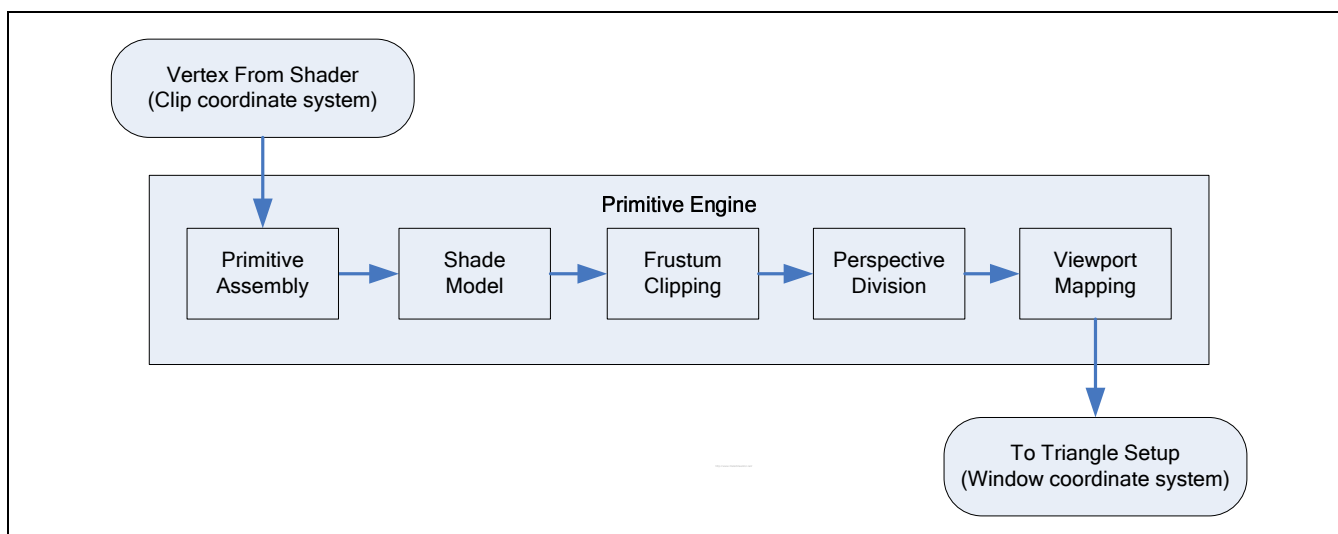 Vertex From Shader
(Clip coordinate system)
Primitive Engine
Primitive
Assembly
Shade
Model
Frustum
Clipping
Perspective
Division
Viewport
Mapping
To Triangle Setup
(Window coordinate system)